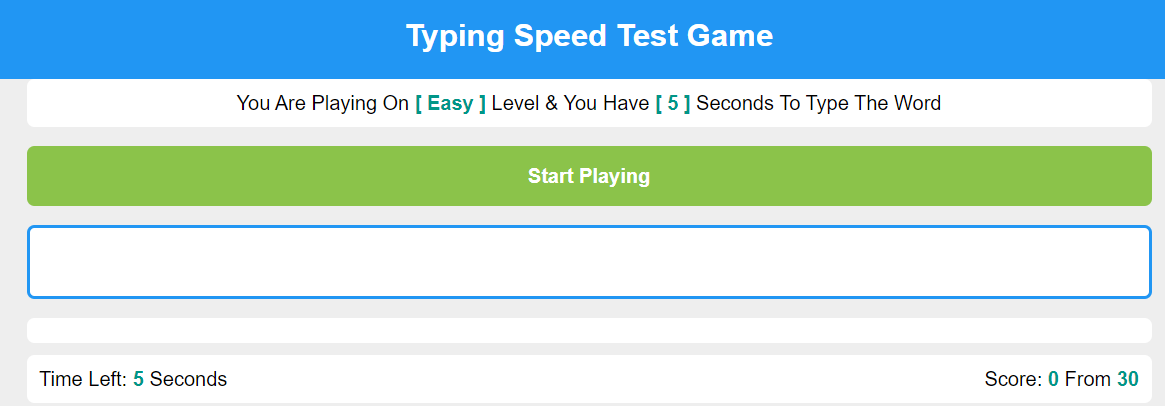 Typing Speed Test Game
You Are Playing On [ Easy ] Level & You Have [ 5 ] Seconds To Type The Word
Start Playing
Time Left: 5 Seconds
Score: 0 From 30